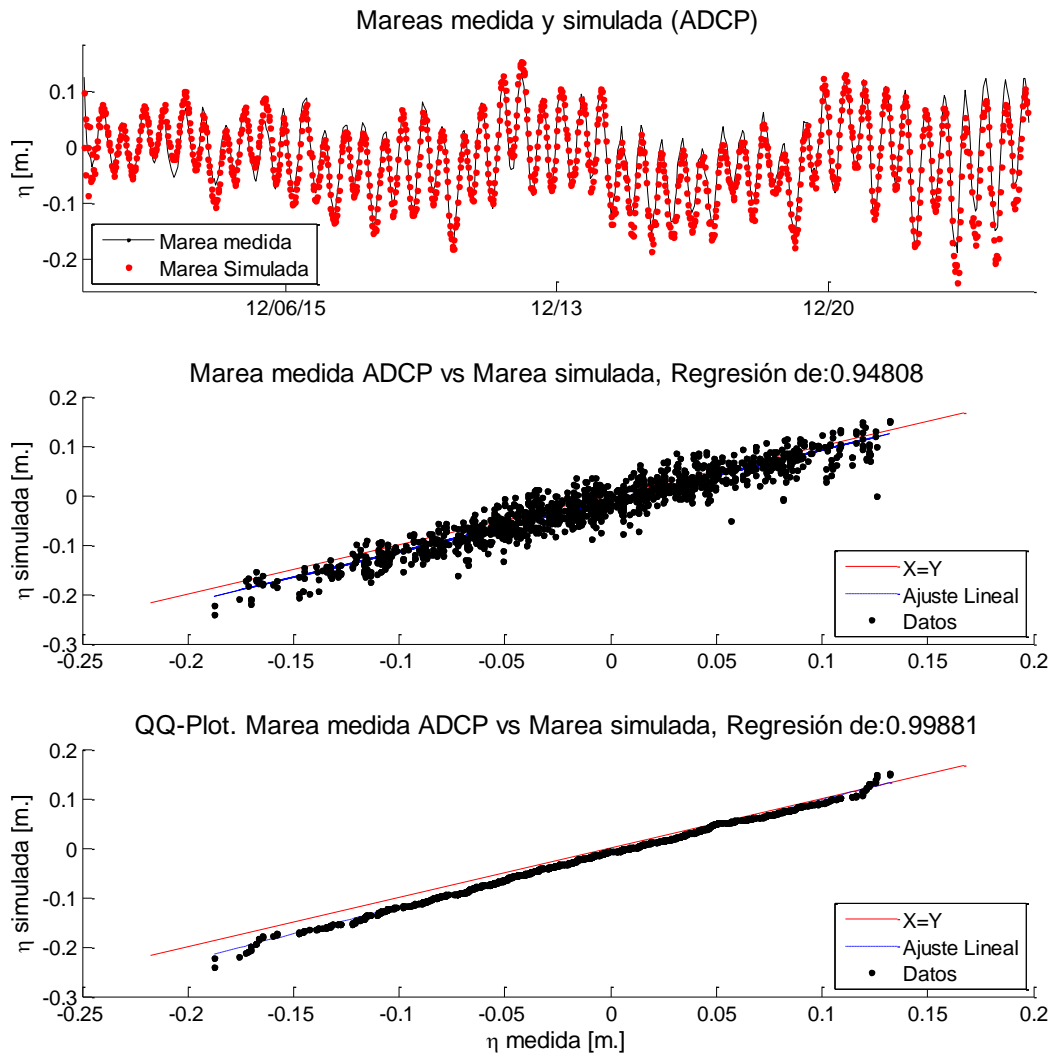 Mareas medida y simulada (ADCP)
0.1
0
-0.1
-0.2
η [m.]
Marea medida
Marea Simulada
12/06/15
12/13
12/20
Marea medida ADCP vs Marea simulada, Regresión de:0.94808
0.2
0.1
0
-0.1
-0.2
-0.3
η simulada [m.]
X=Y
Ajuste Lineal
Datos
-0.25
-0.2
-0.15
-0.1
-0.05
0
0.05
0.1
0.15
0.2
QQ-Plot. Marea medida ADCP vs Marea simulada, Regresión de:0.99881
0.2
0.1
0
-0.1
-0.2
-0.3
η simulada [m.]
X=Y
Ajuste Lineal
Datos
-0.25
-0.2
-0.15
-0.1
-0.05
0
0.05
0.1
0.15
0.2
η medida [m.]